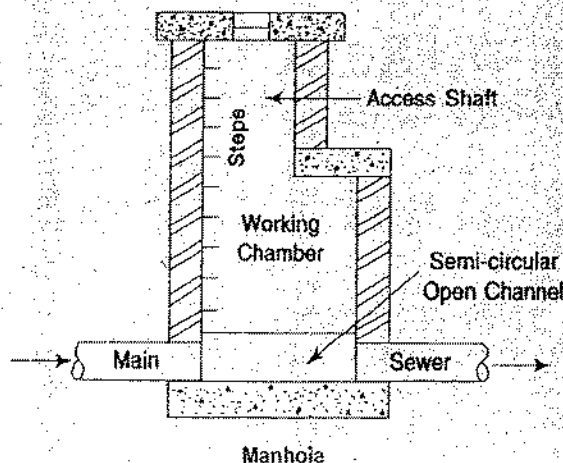 Access Shaft
Steps
Working
Chamber
Semi-circular
Open Channel
Main
Sewer
Manhole